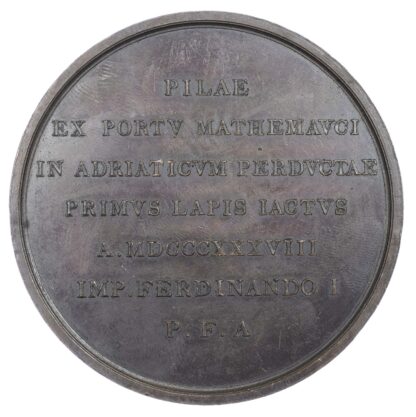 PILAE
EX PORTV MATHEMAVCI
IN ADRIATICVM PERDVCTAE
PRIMVS LAPIS IACTVS
A. MDCCCXXXVIII
IMP. FERDINANDO I
P. F. A